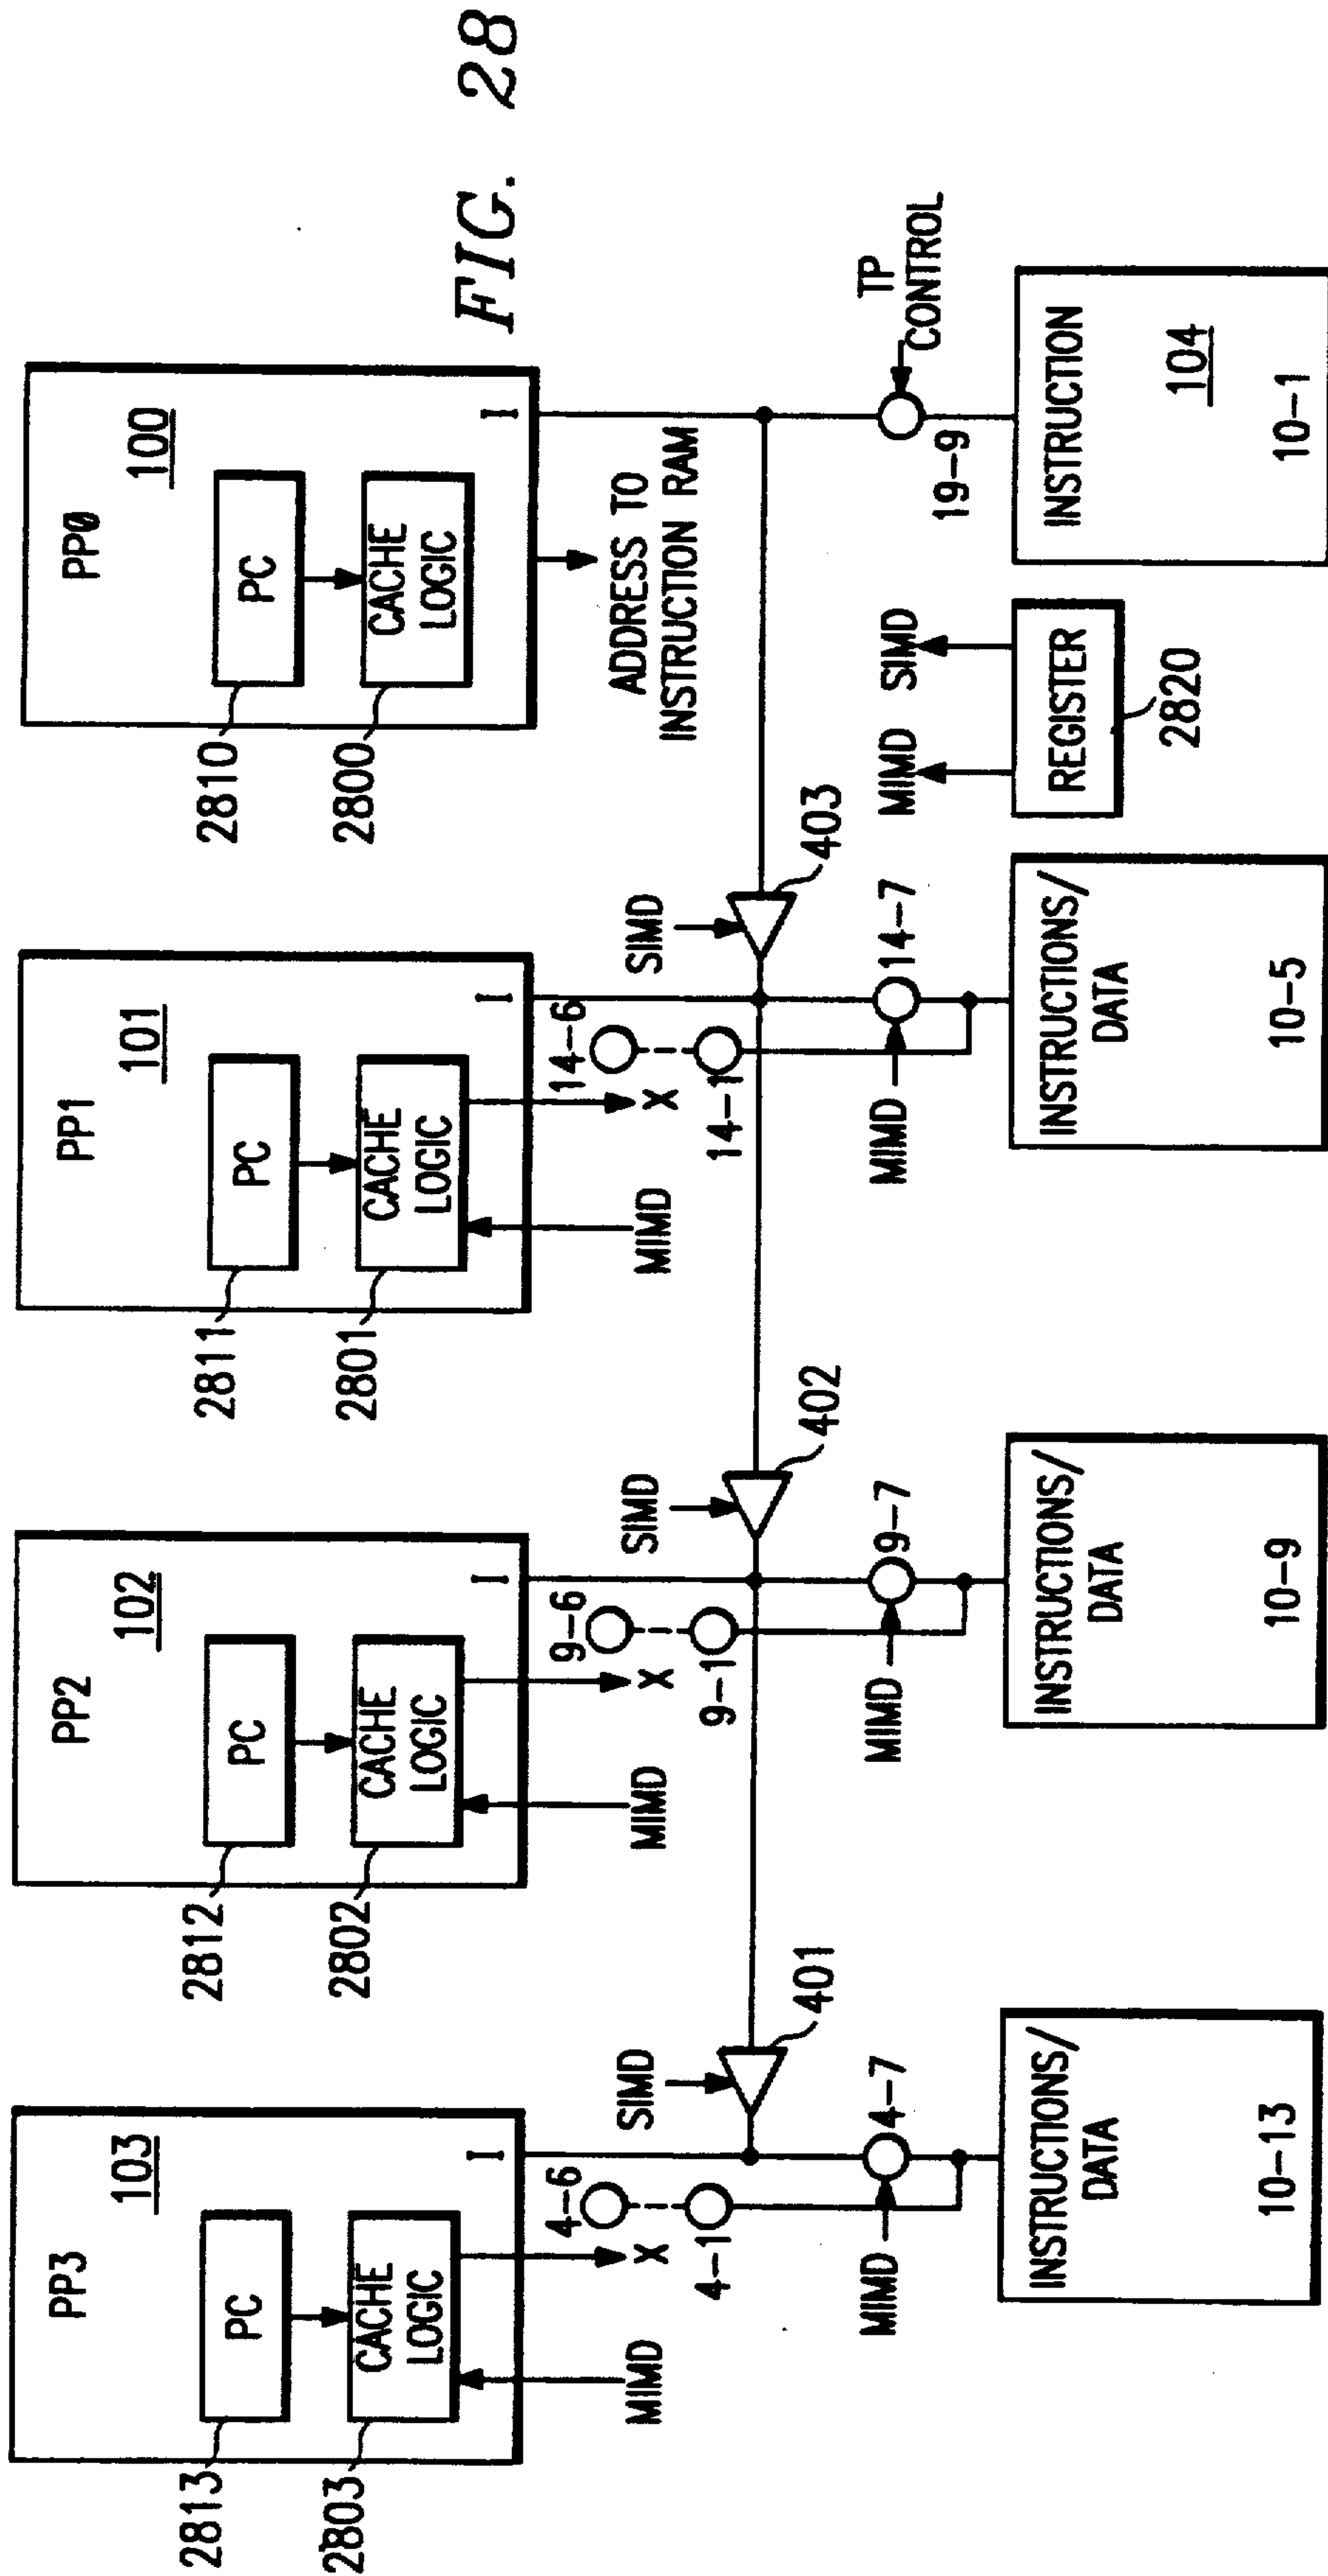 FIG. 28
PP3
103
PC
CACHE
LOGIC
2813
2803
I
MIMD
X
4-6
4-1
SIMD
401
MIMD
4-7
INSTRUCTIONS/
DATA
10-13
PP2
102
PC
CACHE
LOGIC
2812
2802
I
MIMD
X
9-6
9-1
SIMD
402
MIMD
9-7
INSTRUCTIONS/
DATA
10-9
PP1
101
PC
CACHE
LOGIC
2811
2801
I
MIMD
X
14-6
14-1
SIMD
403
MIMD
14-7
INSTRUCTIONS/
DATA
10-5
PP0
100
PC
CACHE
LOGIC
2810
2800
I
ADDRESS TO
INSTRUCTION RAM
MIMD
SIMD
REGISTER
2820
TP
CONTROL
19-9
INSTRUCTION
104
10-1